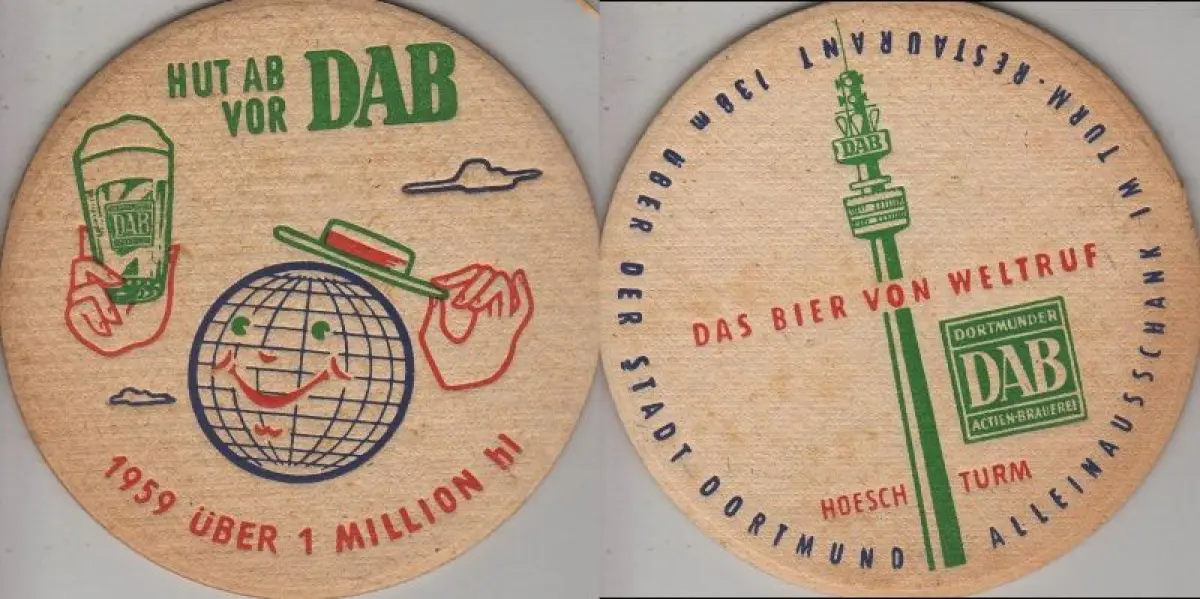 HUT AB
VOR DAB
DAB
1959 ÜBER 1 MILLION hl
ALLEINAUSSCHANK IM TURM-RESTAURANT 138 m ÜBER DER STADT DORTMUND
DAB
DAS BIER VON WELTRUF
DORTMUNDER
DAB
ACTIEN-BRAUEREI
HOESCH TURM